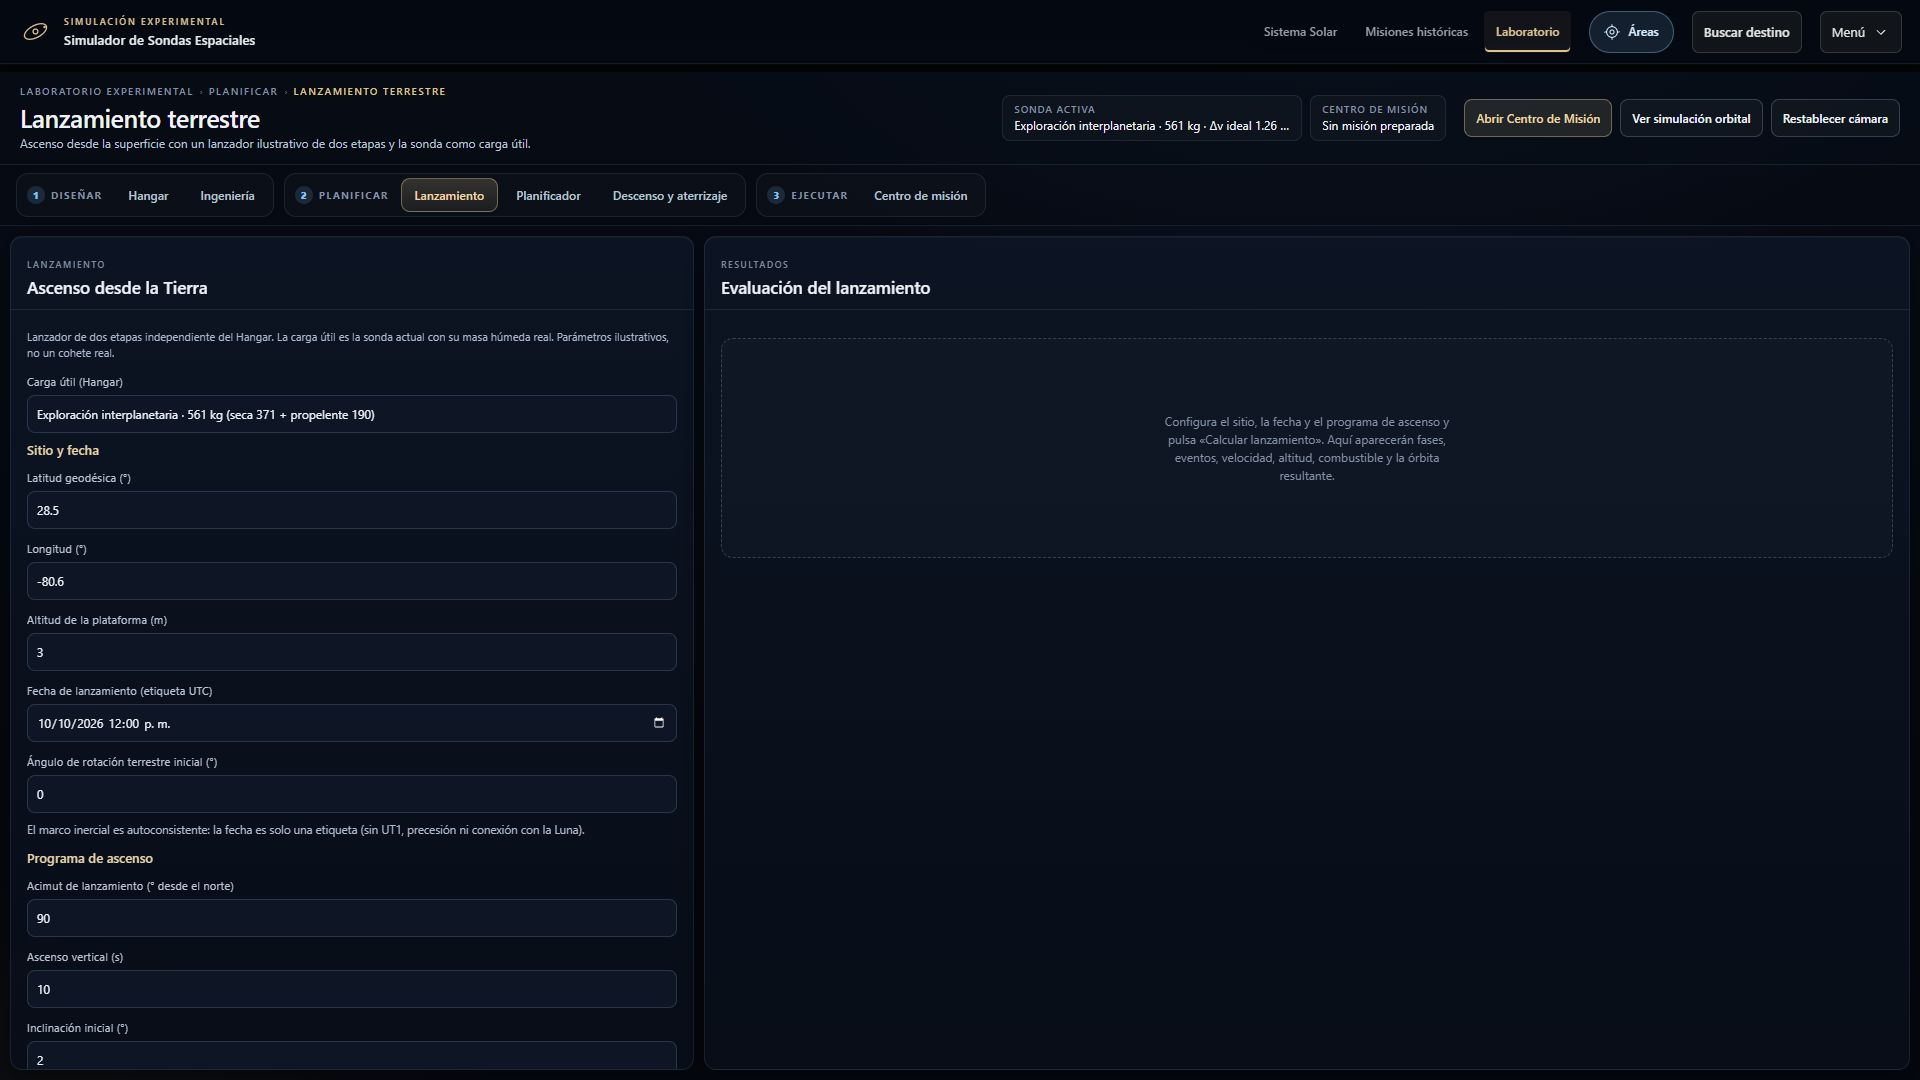 SIMULACIÓN EXPERIMENTAL
Simulador de Sondas Espaciales
Sistema Solar
Misiones históricas
Laboratorio
Áreas
Buscar destino
Menú
LABORATORIO EXPERIMENTAL › PLANIFICAR › LANZAMIENTO TERRESTRE
Lanzamiento terrestre
Ascenso desde la superficie con un lanzador ilustrativo de dos etapas y la sonda como carga útil.
SONDA ACTIVA
Exploración interplanetaria · 561 kg · Δv ideal 1.26 ...
CENTRO DE MISIÓN
Sin misión preparada
Abrir Centro de Misión
Ver simulación orbital
Restablecer cámara
1 DISEÑAR
Hangar
Ingeniería
2 PLANIFICAR
Lanzamiento
Planificador
Descenso y aterrizaje
3 EJECUTAR
Centro de misión
LANZAMIENTO
Ascenso desde la Tierra
Lanzador de dos etapas independiente del Hangar. La carga útil es la sonda actual con su masa húmeda real. Parámetros ilustrativos,
no un cohete real.
Carga útil (Hangar)
Exploración interplanetaria · 561 kg (seca 371 + propelente 190)
Sitio y fecha
Latitud geodésica (°)
28.5
Longitud (°)
-80.6
Altitud de la plataforma (m)
3
Fecha de lanzamiento (etiqueta UTC)
10/10/2026 12:00 p. m.
Ángulo de rotación terrestre inicial (°)
0
El marco inercial es autoconsistente: la fecha es solo una etiqueta (sin UT1, precesión ni conexión con la Luna).
Programa de ascenso
Acimut de lanzamiento (° desde el norte)
90
Ascenso vertical (s)
10
Inclinación inicial (°)
2
RESULTADOS
Evaluación del lanzamiento
Configura el sitio, la fecha y el programa de ascenso y
pulsa «Calcular lanzamiento». Aquí aparecerán fases,
eventos, velocidad, altitud, combustible y la órbita
resultante.